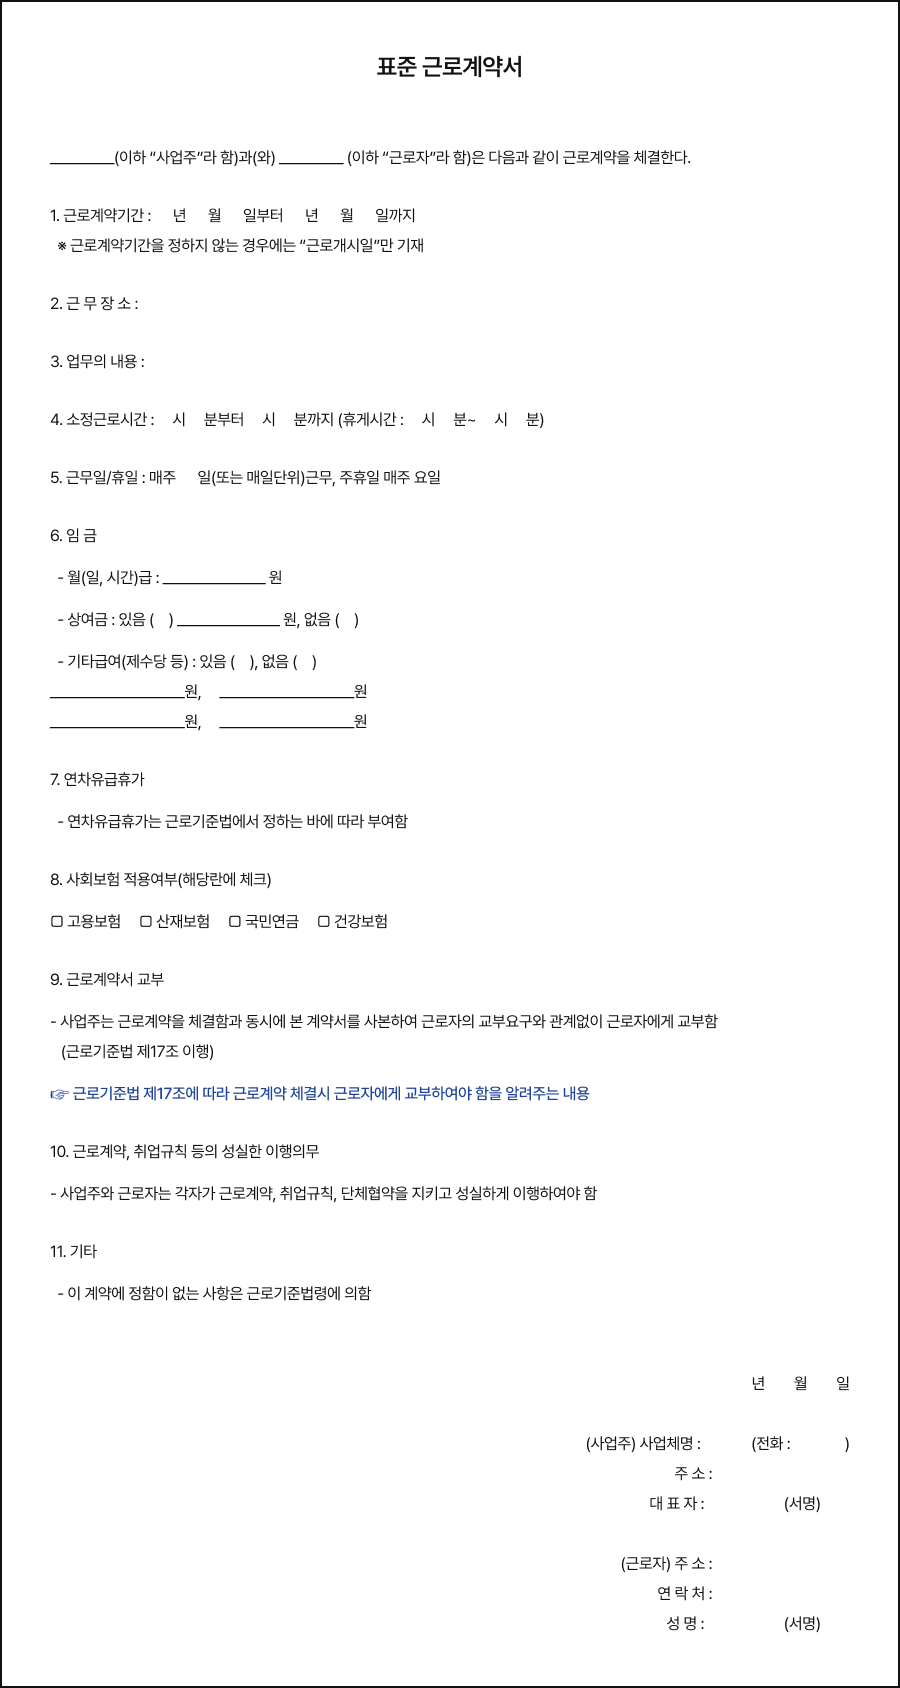 표준 근로계약서
_________(이하 “사업주”라 함)과(와) _________ (이하 “근로자”라 함)은 다음과 같이 근로계약을 체결한다.
1. 근로계약기간 : 년 월 일부터 년 월 일까지
※ 근로계약기간을 정하지 않는 경우에는 “근로개시일”만 기재
2. 근 무 장 소 :
3. 업무의 내용 :
4. 소정근로시간 : 시 분부터 시 분까지 (휴게시간 : 시 분~ 시 분)
5. 근무일/휴일 : 매주 일(또는 매일단위)근무, 주휴일 매주 요일
6. 임 금
- 월(일, 시간)급 : ______________ 원
- 상여금 : 있음 ( ) ______________ 원, 없음 ( )
- 기타급여(제수당 등) : 있음 ( ), 없음 ( )
__________________원, __________________원
__________________원, __________________원
7. 연차유급휴가
- 연차유급휴가는 근로기준법에서 정하는 바에 따라 부여함
8. 사회보험 적용여부(해당란에 체크)
▢ 고용보험 ▢ 산재보험 ▢ 국민연금 ▢ 건강보험
9. 근로계약서 교부
- 사업주는 근로계약을 체결함과 동시에 본 계약서를 사본하여 근로자의 교부요구와 관계없이 근로자에게 교부함
(근로기준법 제17조 이행)
☞ 근로기준법 제17조에 따라 근로계약 체결시 근로자에게 교부하여야 함을 알려주는 내용
10. 근로계약, 취업규칙 등의 성실한 이행의무
- 사업주와 근로자는 각자가 근로계약, 취업규칙, 단체협약을 지키고 성실하게 이행하여야 함
11. 기타
- 이 계약에 정함이 없는 사항은 근로기준법령에 의함
년 월 일
(사업주) 사업체명 : (전화 : )
주 소 :
대 표 자 : (서명)
(근로자) 주 소 :
연 락 처 :
성 명 : (서명)